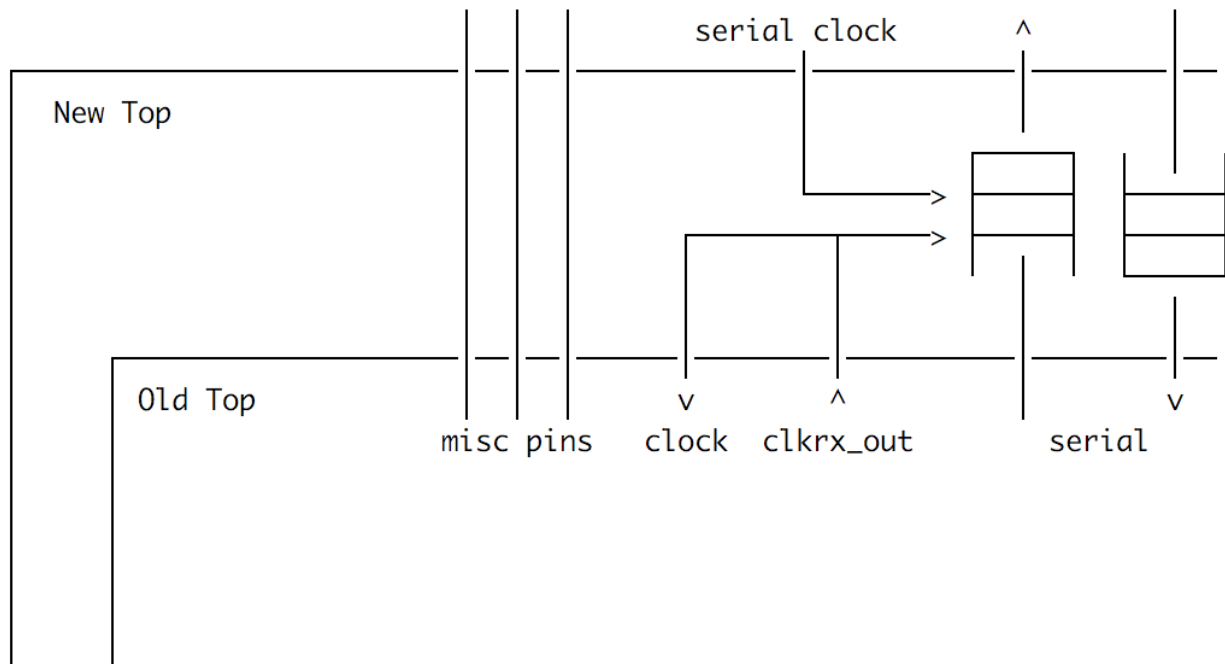 serial clock ^
New Top
>
>
Old Top v ^ v
misc pins clock clkrx_out serial